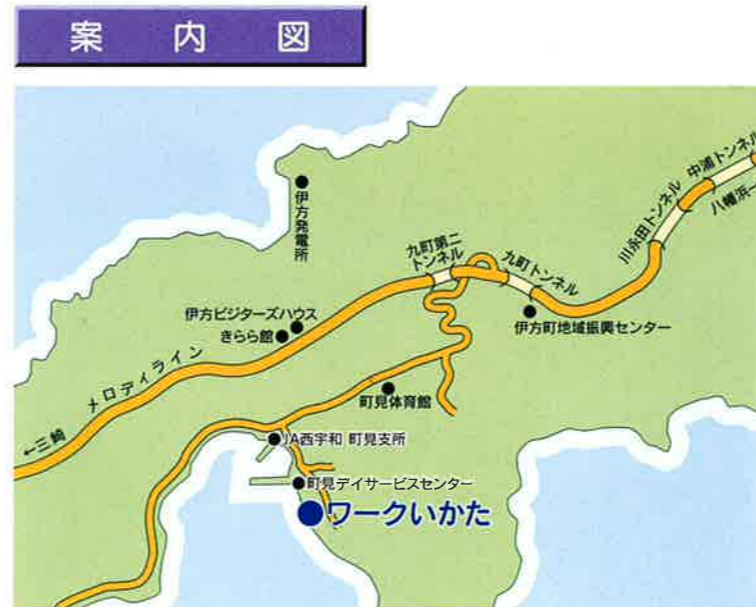 案内図
伊方発電所
中浦トンネル
八幡浜
川永田トンネル
九町第二
トンネル
九町トンネル
伊方町地域振興センター
伊方ビジターズハウス
きらら館
メロディライン
←三崎
町見体育館
JA西宇和 町見支所
町見デイサービスセンター
ワークいかた